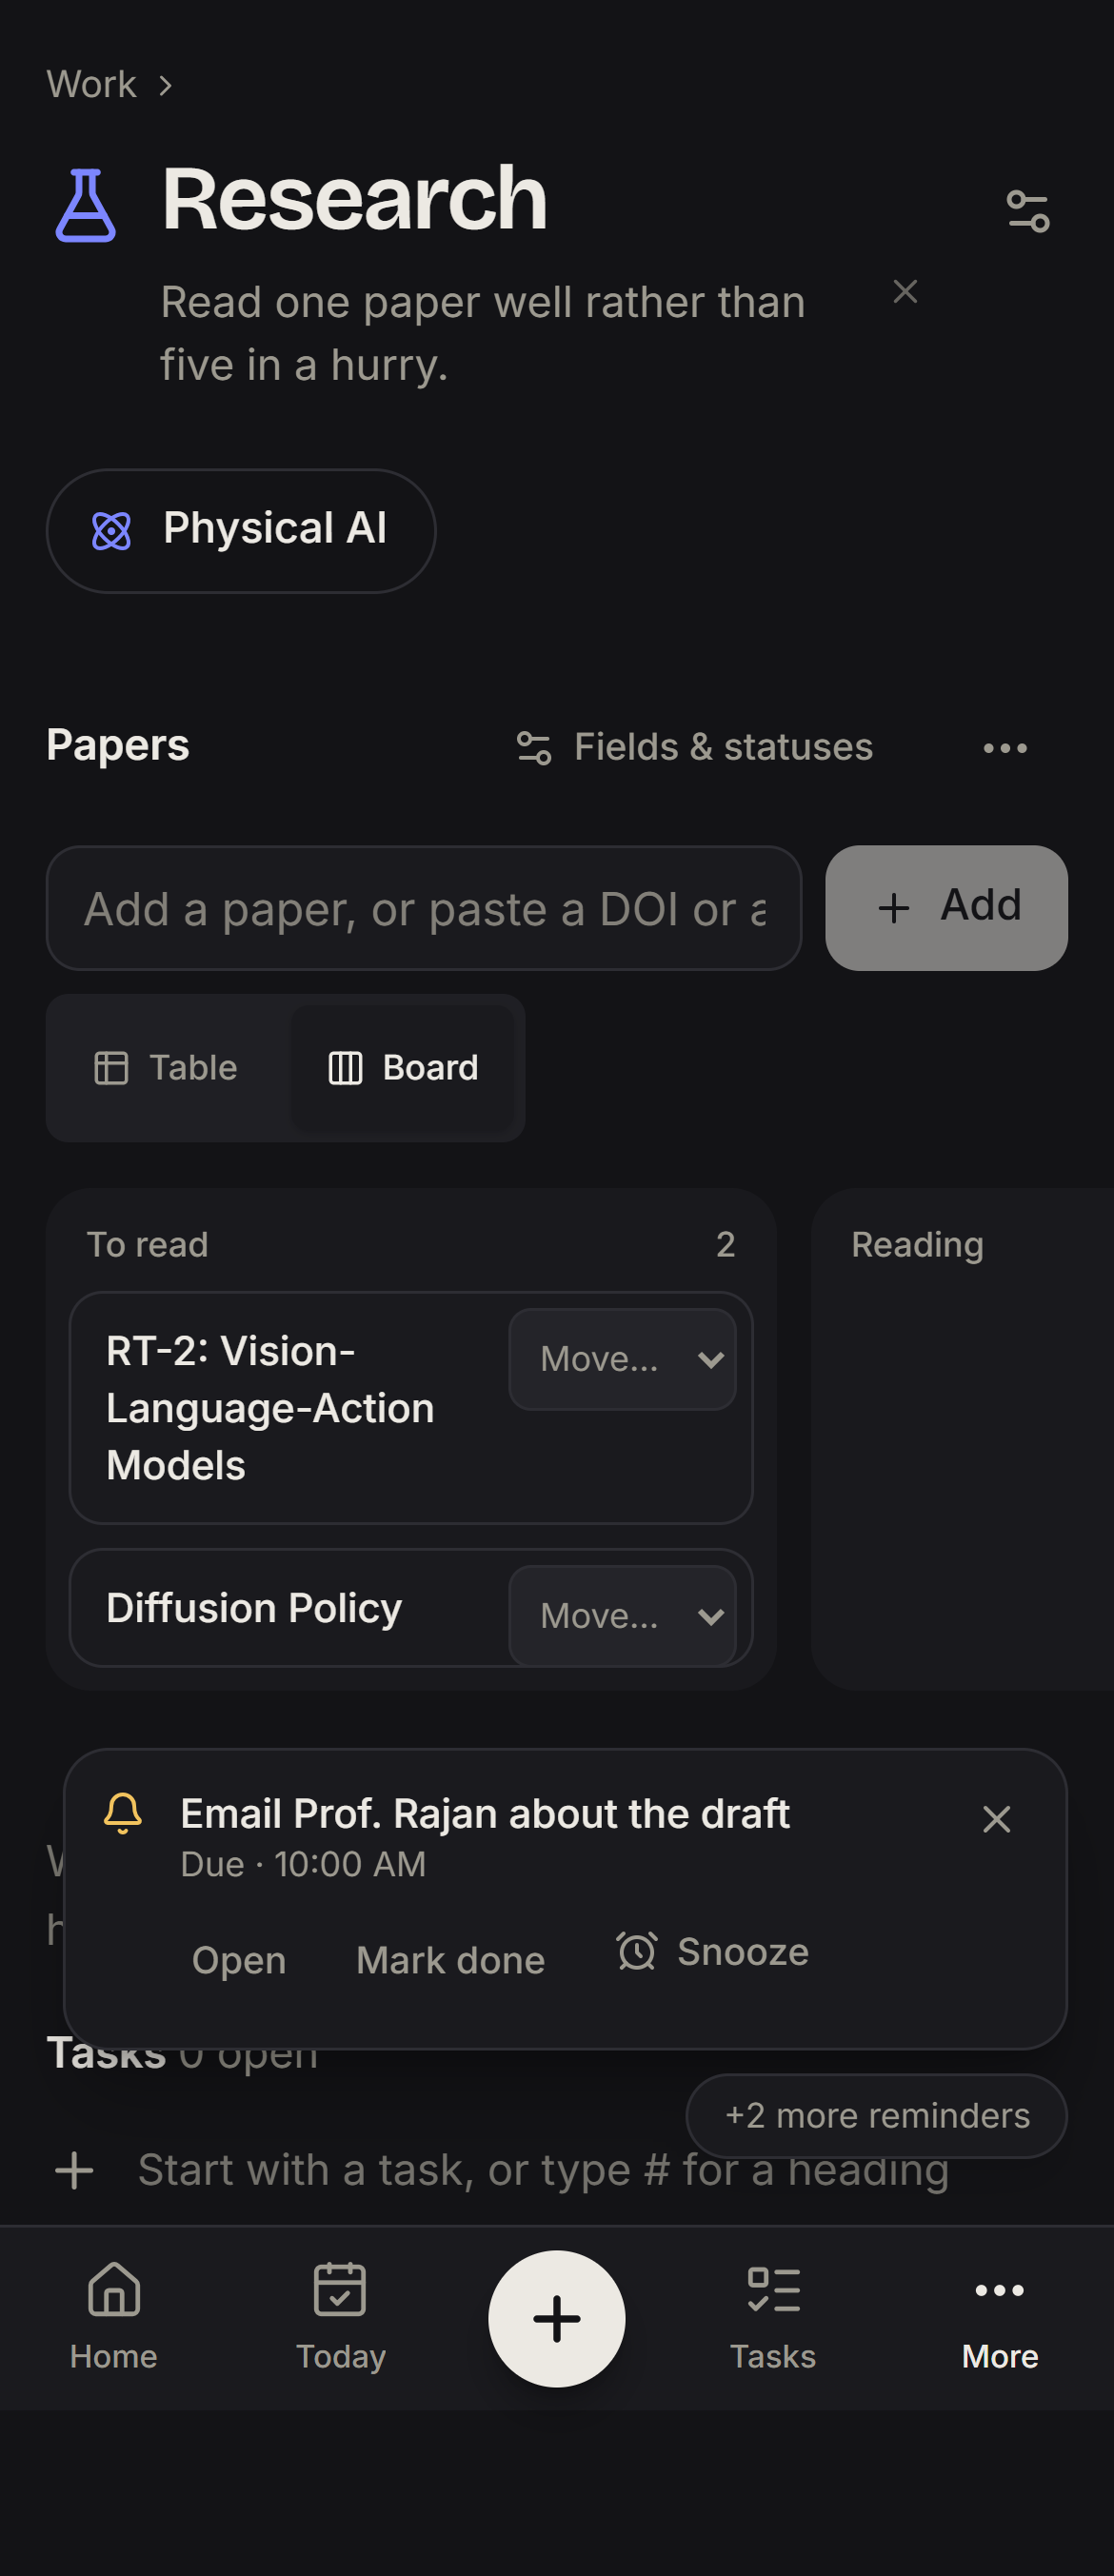 Work
Research
Read one paper well rather than
five in a hurry.
Physical AI
Papers
Fields & statuses
Add a paper, or paste a DOI or a
Add
Table
Board
To read
2
Reading
RT-2: Vision-
Language-Action
Models
Move...
Diffusion Policy
Move...
Email Prof. Rajan about the draft
Due · 10:00 AM
Open
Mark done
Snooze
Tasks 0 open
+2 more reminders
Start with a task, or type # for a heading
Home
Today
Tasks
More